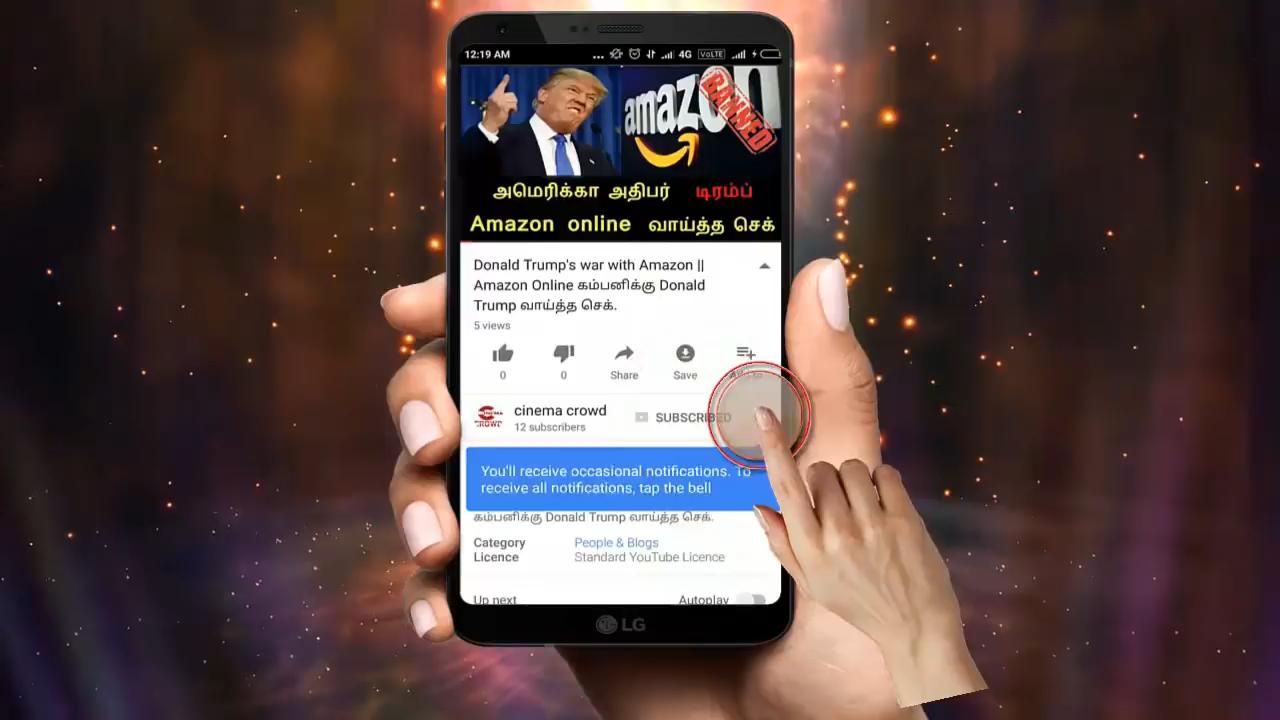 12:19 AM
... 4G VoLTE
amazon
BANNED
அமெரிக்கா அதிபர் டிரம்ப்
Amazon online வாய்த்த செக்
Donald Trump's war with Amazon ||
Amazon Online கம்பனிக்கு Donald
Trump வாய்த்த செக்.
5 views
0
0
Share
Save
cinema crowd
SUBSCRIBED
12 subscribers
You'll receive occasional notifications. To
receive all notifications, tap the bell
கம்பனிக்கு Donald Trump வாய்த்த செக்.
Category People & Blogs
Licence Standard YouTube Licence
Up next Autoplay
LG